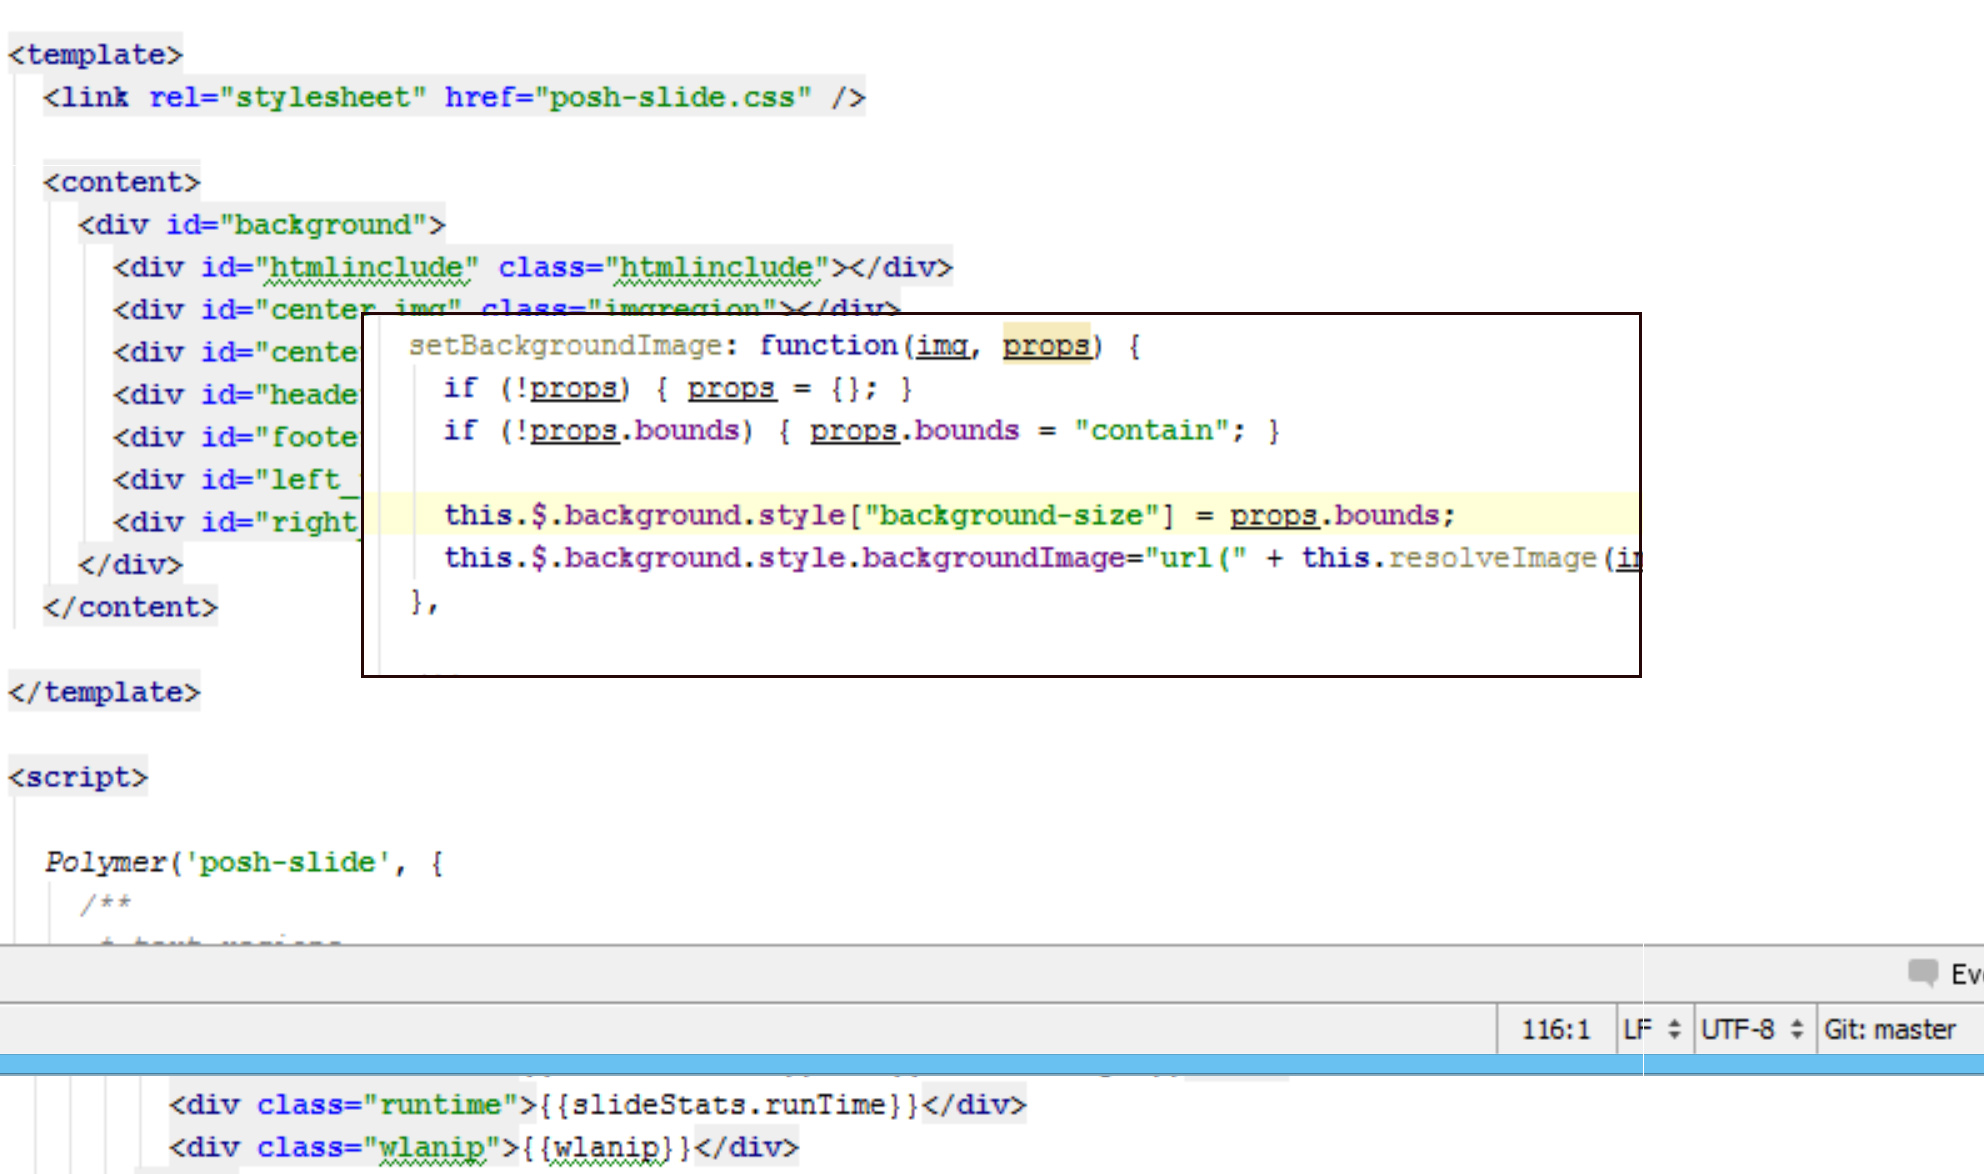 <template>
<link rel="stylesheet" href="posh-slide.css" />
<content>
<div id="background">
<div id="htmlinclude" class="htmlinclude"></div>
<div id="center_img" class="imgregion"></div>
<div id="cente
<div id="heade
<div id="foote
<div id="left_
<div id="right_
</div>
</content>
</template>
setBackgroundImage: function(img, props) {
if (!props) { props = {}; }
if (!props.bounds) { props.bounds = "contain"; }
this.$.background.style["background-size"] = props.bounds;
this.$.background.style.backgroundImage="url(" + this.resolveImage(
},
<script>
Polymer('posh-slide', {
/**
* text regions
Eve
116:1 LF UTF-8 Git: master
<div class="runtime">{{slideStats.runTime}}</div>
<div class="wlanip">{{wlanip}}</div>